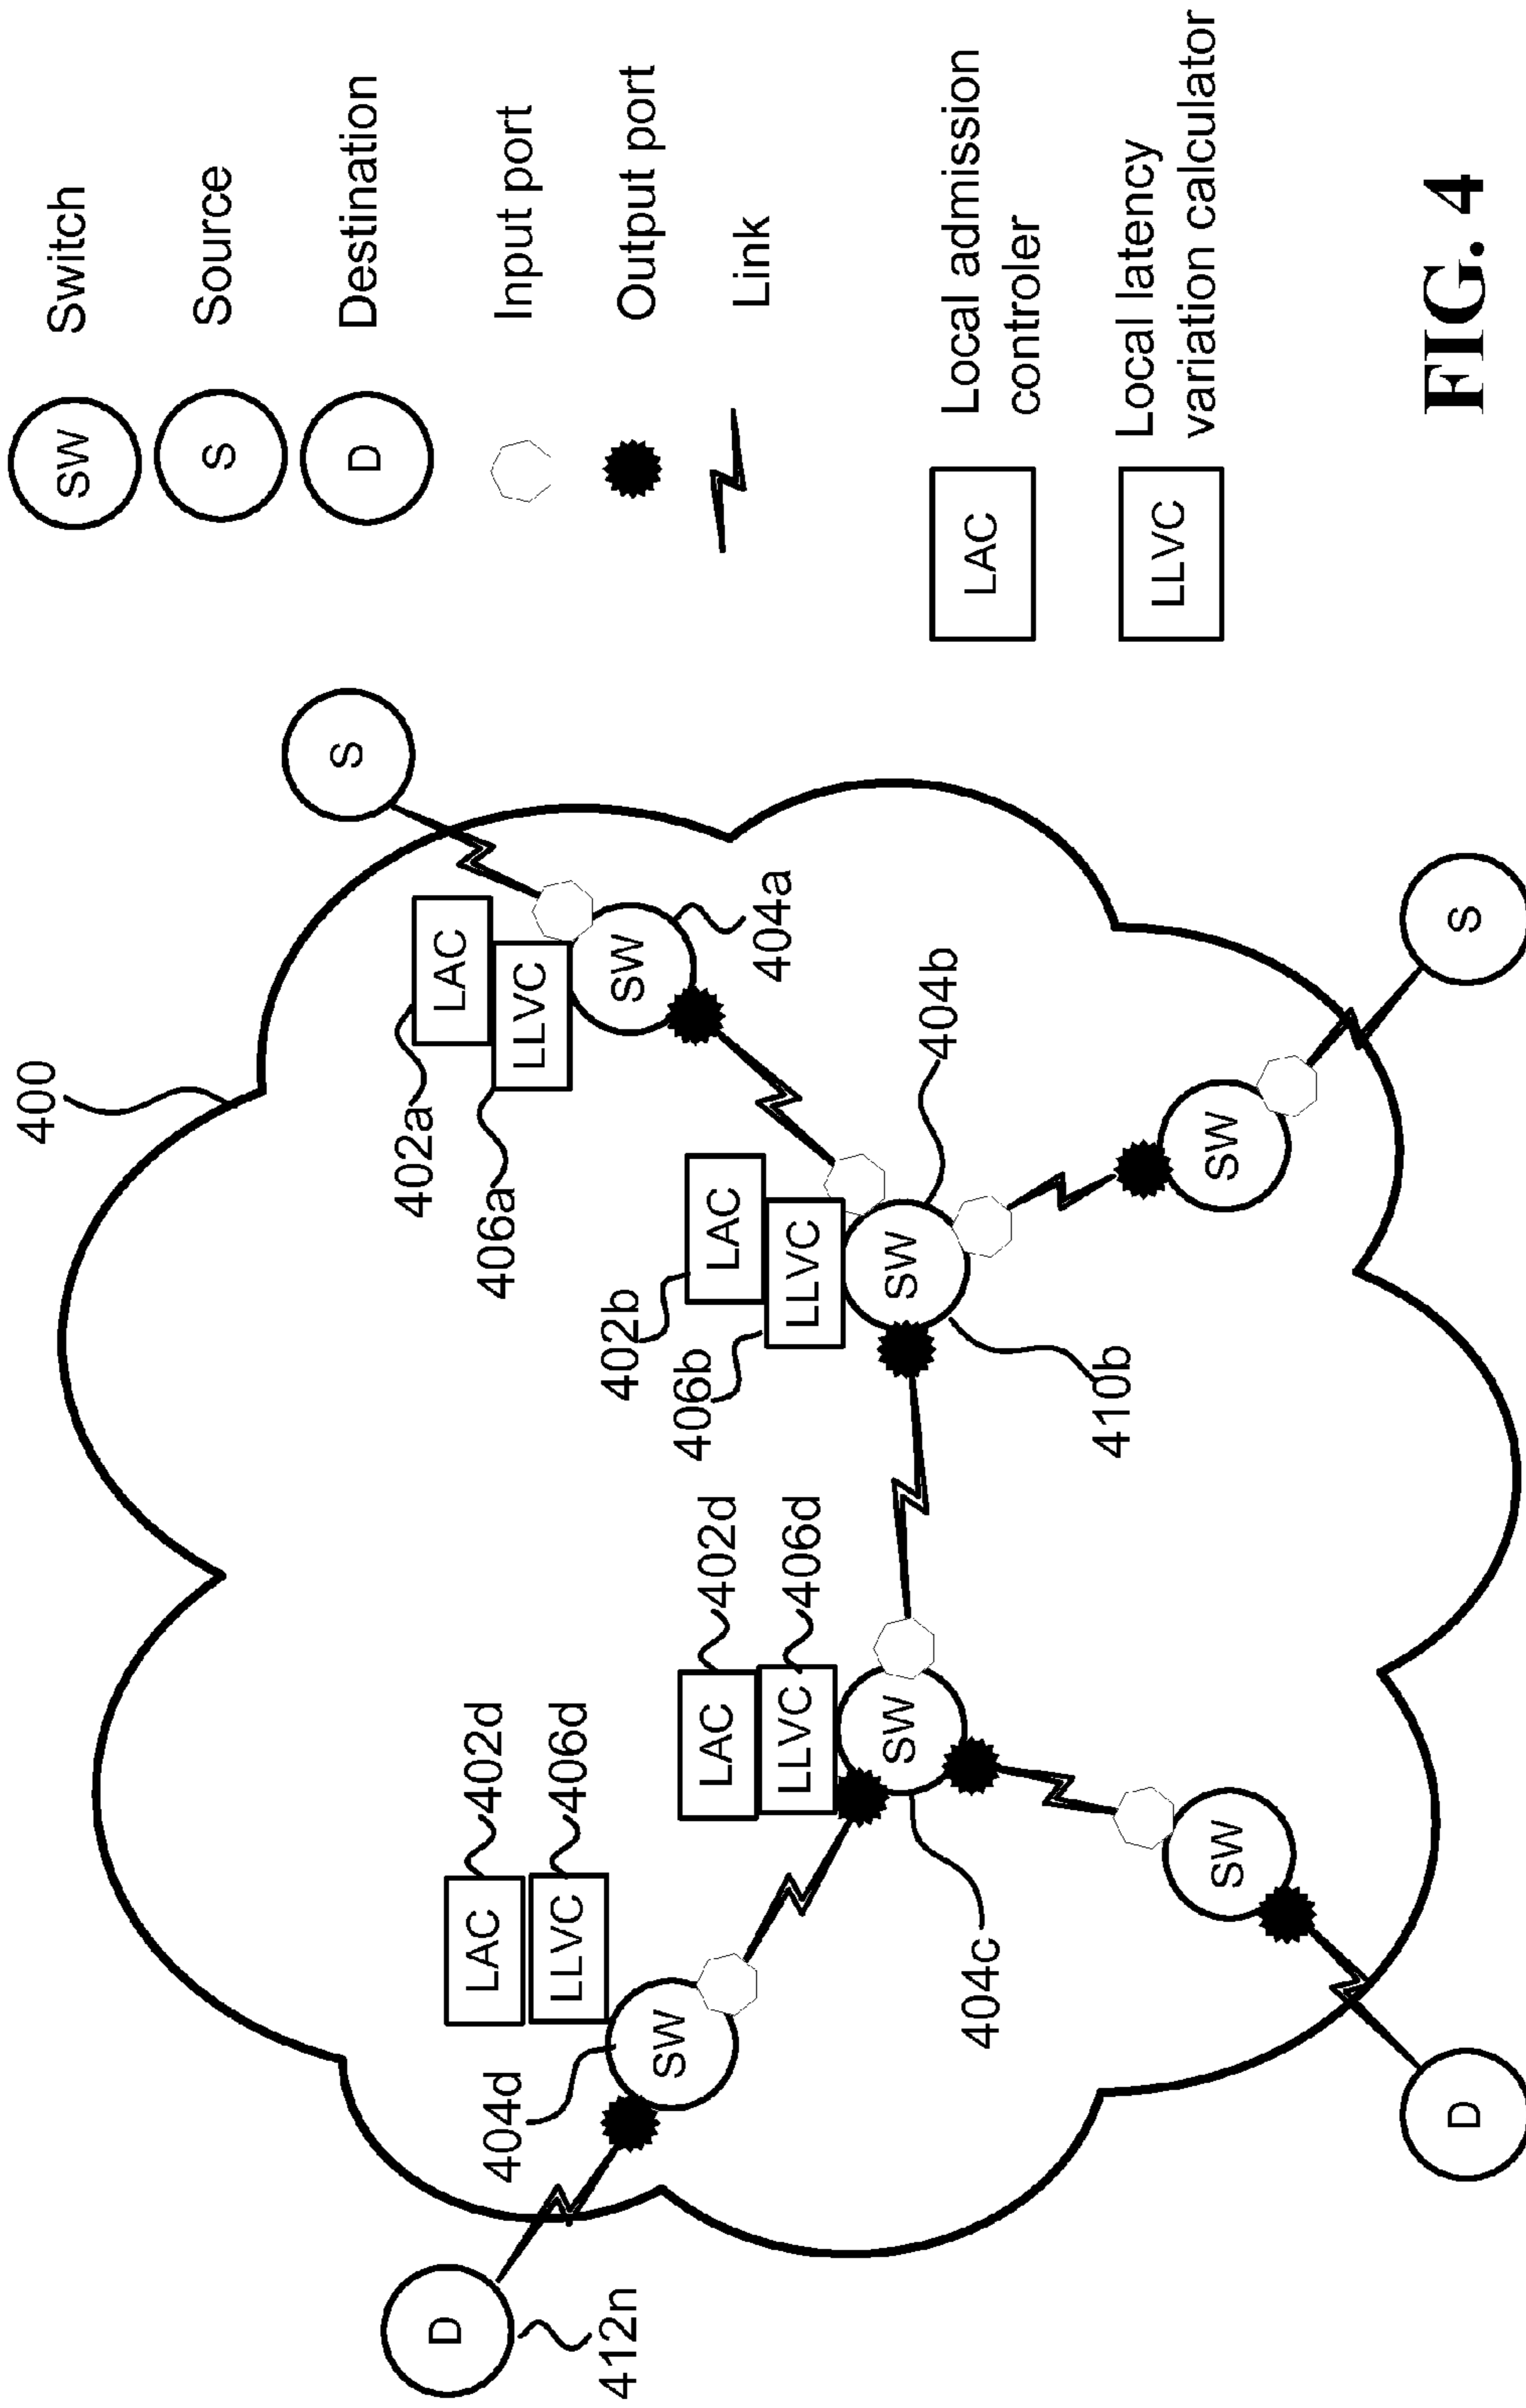 400
D
412n
404d
SW
LAC
402d
LLVC
406d
404c
SW
LAC
402d
LLVC
406d
SW
D
402b
LAC
406b
LLVC
SW
404b
410b
402a
LAC
406a
LLVC
SW
404a
S
SW
S
SW
Switch
S
Source
D
Destination
Input port
Output port
Link
LAC
Local admission
controler
LLVC
Local latency
variation calculator
FIG. 4